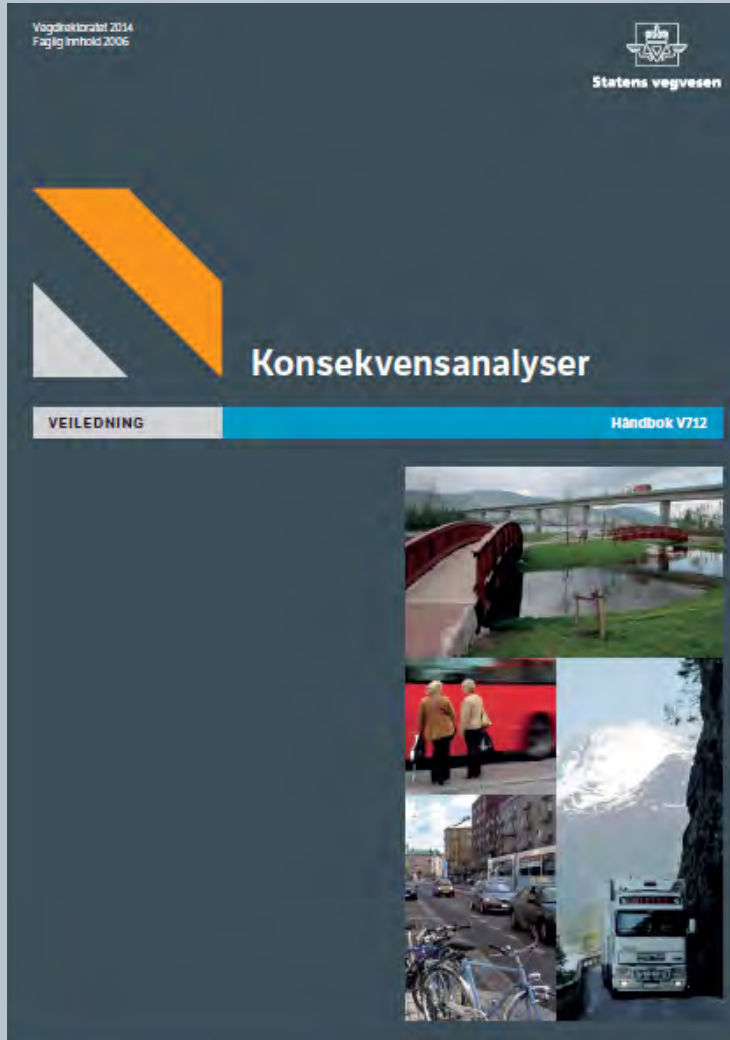 Vegdirektoratet 2014
Faglig innhold 2006
Statens vegvesen
Konsekvensanalyser
VEILEDNING
Håndbok V712